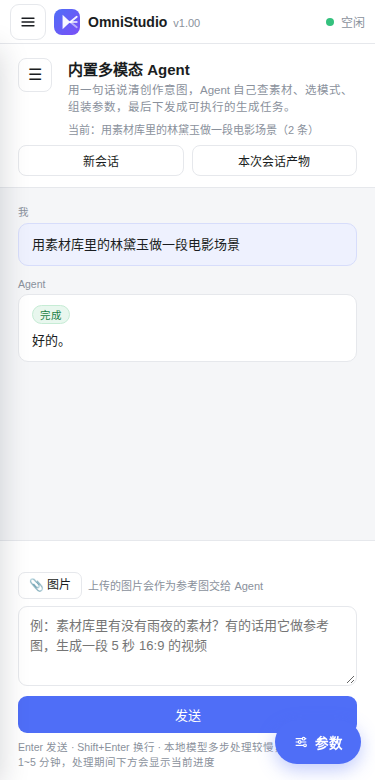 OmniStudio v1.00
空闲
内置多模态 Agent
用一句话说清创作意图，Agent 自己查素材、选模式、
组装参数，最后下发成可执行的生成任务。
当前：用素材库里的林黛玉做一段电影场景（2 条）
新会话
本次会话产物
我
用素材库里的林黛玉做一段电影场景
Agent
完成
好的。
图片
上传的图片会作为参考图交给 Agent
例：素材库里有没有雨夜的素材？有的话用它做参考
图，生成一段 5 秒 16:9 的视频
发送
Enter 发送 · Shift+Enter 换行 · 本地模型多步处理较慢
1~5 分钟，处理期间下方会显示当前进度
参数